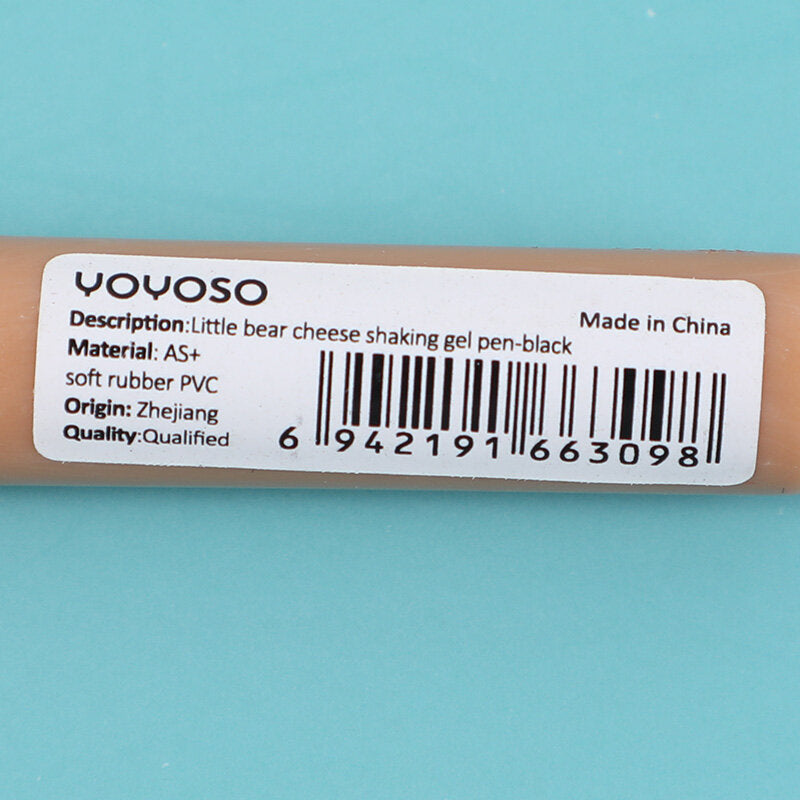 YOYOSO
Description:Little bear cheese shaking gel pen-black
Made in China
Material: AS+
soft rubber PVC
Origin: Zhejiang
Quality:Qualified
6 942191 663098